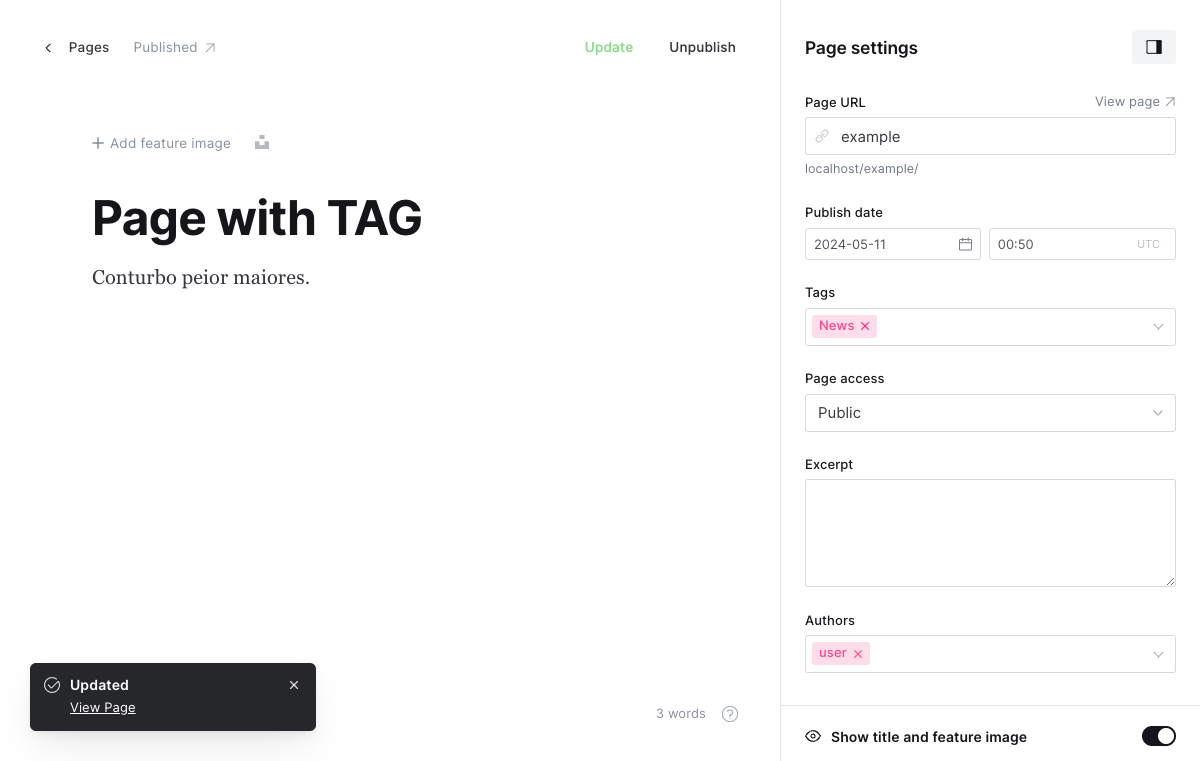 Pages Published Update Unpublish
Add feature image
Page with TAG
Conturbo peior maiores.
Updated
View Page
3 words
Page settings
Page URL View page
example
localhost/example/
Publish date
2024-05-11 00:50 UTC
Tags
News
Page access
Public
Excerpt
Authors
user
Show title and feature image